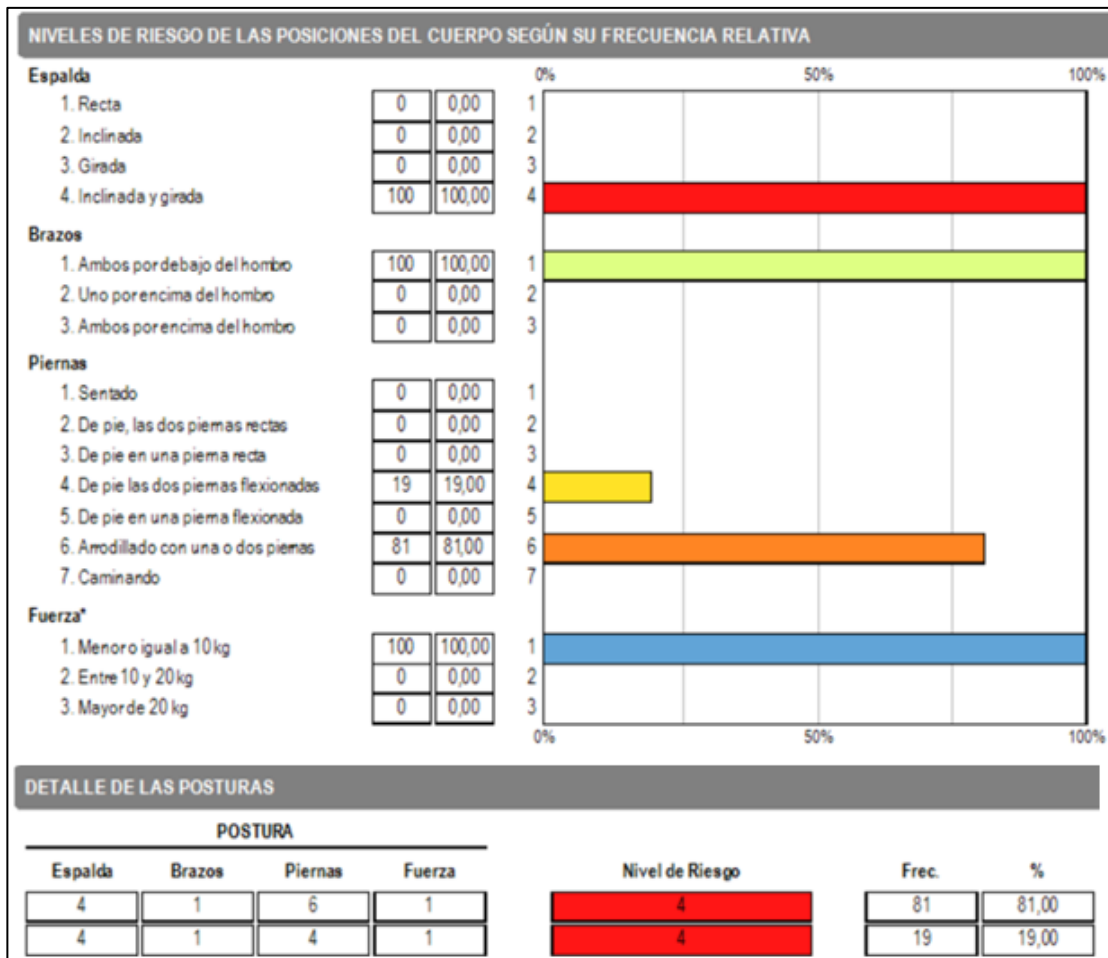 NIVELES DE RIESGO DE LAS POSICIONES DEL CUERPO SEGÚN SU FRECUENCIA RELATIVA
Espalda 0% 50% 100%
1. Recta 0 0,00 1
2. Inclinada 0 0,00 2
3. Girada 0 0,00 3
4. Inclinada y girada 100 100,00 4
Brazos
1. Ambos por debajo del hombro 100 100,00 1
2. Uno por encima del hombro 0 0,00 2
3. Ambos por encima del hombro 0 0,00 3
Piernas
1. Sentado 0 0,00 1
2. De pie, las dos piernas rectas 0 0,00 2
3. De pie en una pierna recta 0 0,00 3
4. De pie las dos piernas flexionadas 19 19,00 4
5. De pie en una pierna flexionada 0 0,00 5
6. Arrodillado con una o dos piernas 81 81,00 6
7. Caminando 0 0,00 7
Fuerza*
1. Menor o igual a 10 kg 100 100,00 1
2. Entre 10 y 20 kg 0 0,00 2
3. Mayor de 20 kg 0 0,00 3
0% 50% 100%
DETALLE DE LAS POSTURAS
POSTURA
Espalda Brazos Piernas Fuerza Nivel de Riesgo Frec. %
4 1 6 1 4 81 81,00
4 1 4 1 4 19 19,00